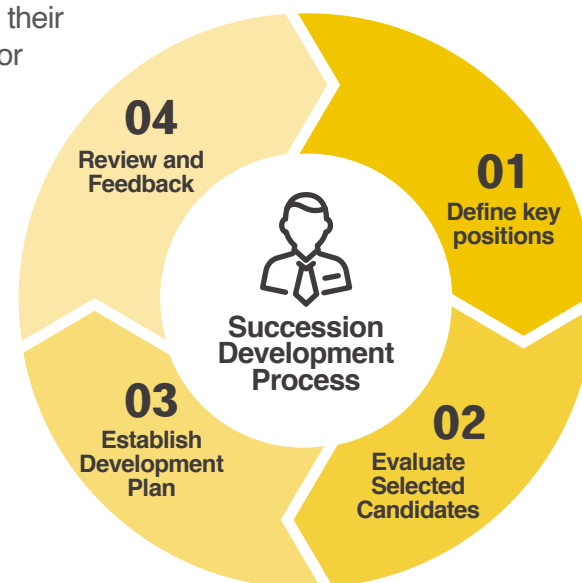 their
or
04
Review and
Feedback
01
Define key
positions
Succession
Development
Process
03
Establish
Development
Plan
02
Evaluate
Selected
Candidates